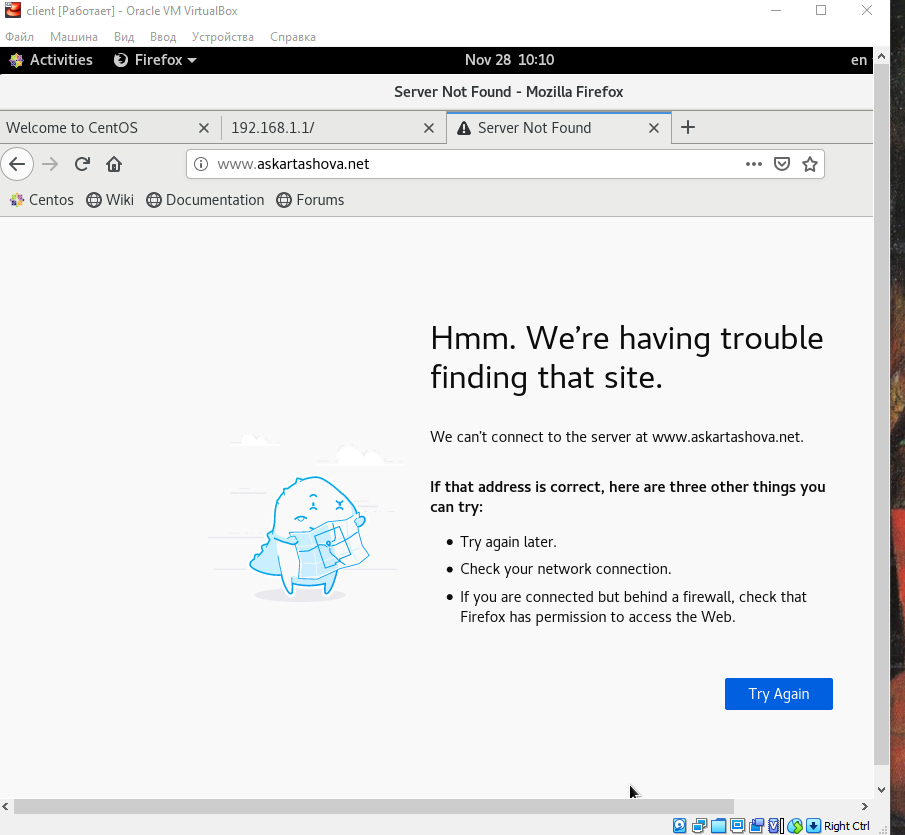 client [Работает] - Oracle VM VirtualBox
Файл Машина Вид Ввод Устройства Справка
Activities Firefox Nov 28 10:10 en
Server Not Found - Mozilla Firefox
Welcome to CentOS 192.168.1.1/ Server Not Found
www.askartashova.net
Centos Wiki Documentation Forums
Hmm. We’re having trouble
finding that site.
We can’t connect to the server at www.askartashova.net.
If that address is correct, here are three other things you
can try:
Try again later.
Check your network connection.
If you are connected but behind a firewall, check that
Firefox has permission to access the Web.
Try Again
Right Ctrl